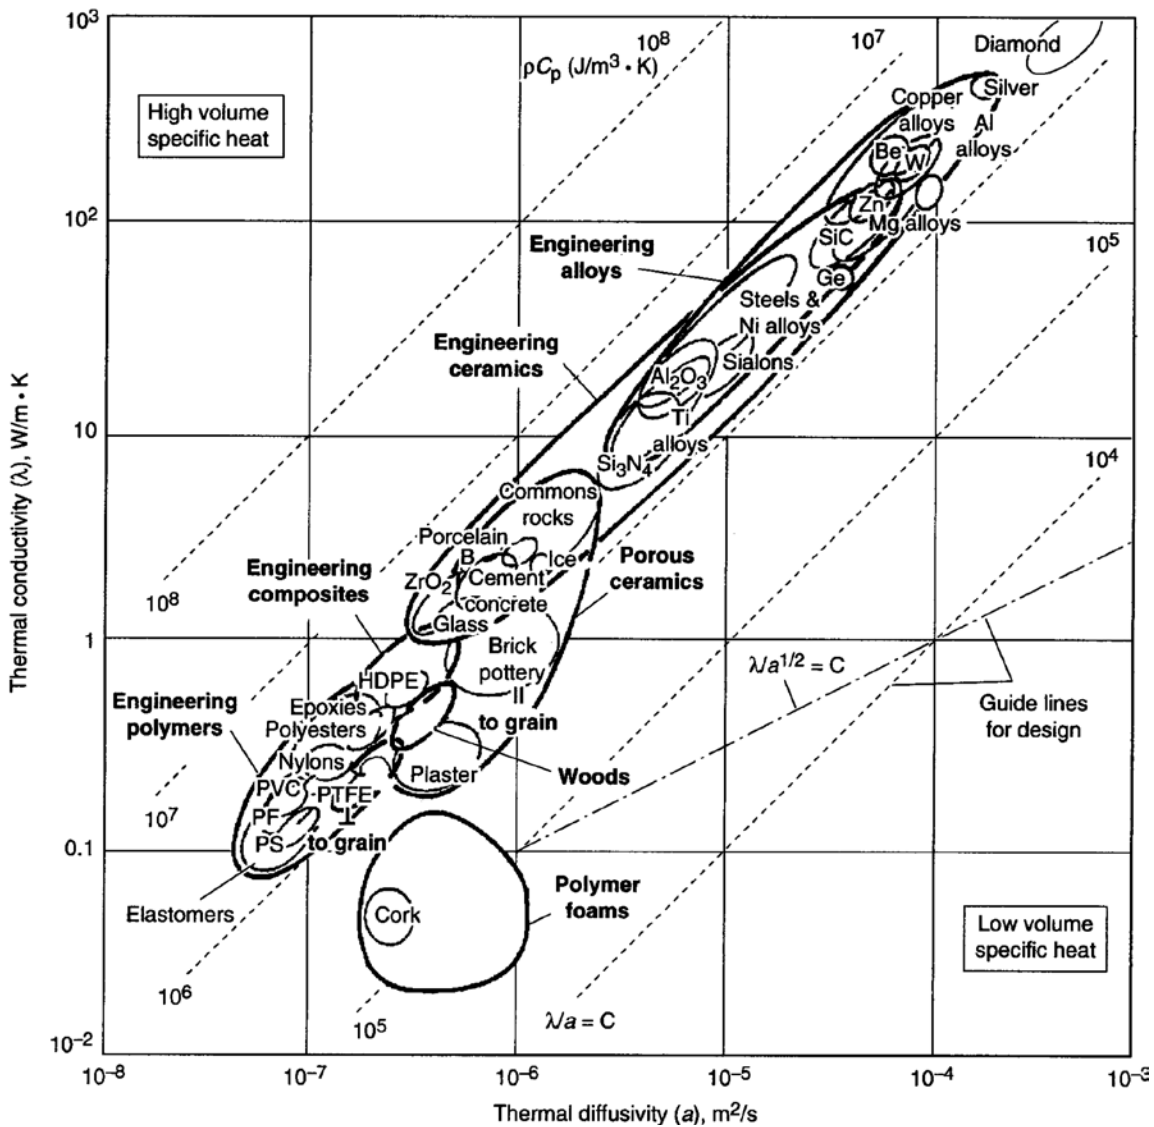 10³
10⁸
10⁷
Diamond
ρCₚ (J/m³ • K)
High volume
specific heat
Copper
alloys
Silver
Al
alloys
Be
W
10²
Zn
Mg alloys
SiC
10⁵
Engineering
alloys
Ge
Steels &
Ni alloys
Engineering
ceramics
Sialons
Al₂O₃
Ti
alloys
10
Si₃N₄
10⁴
Commons
rocks
Porcelain
B
Ice
Porous
ceramics
Engineering
composites
ZrO₂
Cement
concrete
10⁸
Glass
1
Brick
pottery
λ/a¹/² = C
HDPE
II
to grain
Guide lines
for design
Engineering
polymers
Epoxies
Polyesters
Nylons
Plaster
Woods
PVC
PTFE
10⁷
PF
⊥
to grain
PS
0.1
Polymer
foams
Elastomers
Cork
Low volume
specific heat
10⁶
10⁵
λ/a = C
10⁻²
10⁻⁸
10⁻⁷
10⁻⁶
10⁻⁵
10⁻⁴
10⁻³
Thermal conductivity (λ), W/m • K
Thermal diffusivity (a), m²/s